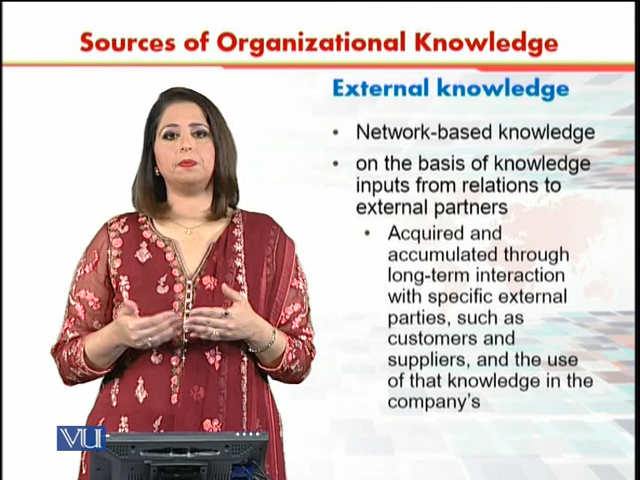 Sources of Organizational Knowledge
External knowledge
• Network-based knowledge
• on the basis of knowledge
inputs from relations to
external partners
• Acquired and
accumulated through
long-term interaction
with specific external
parties, such as
customers and
suppliers, and the use
of that knowledge in the
company's
VU